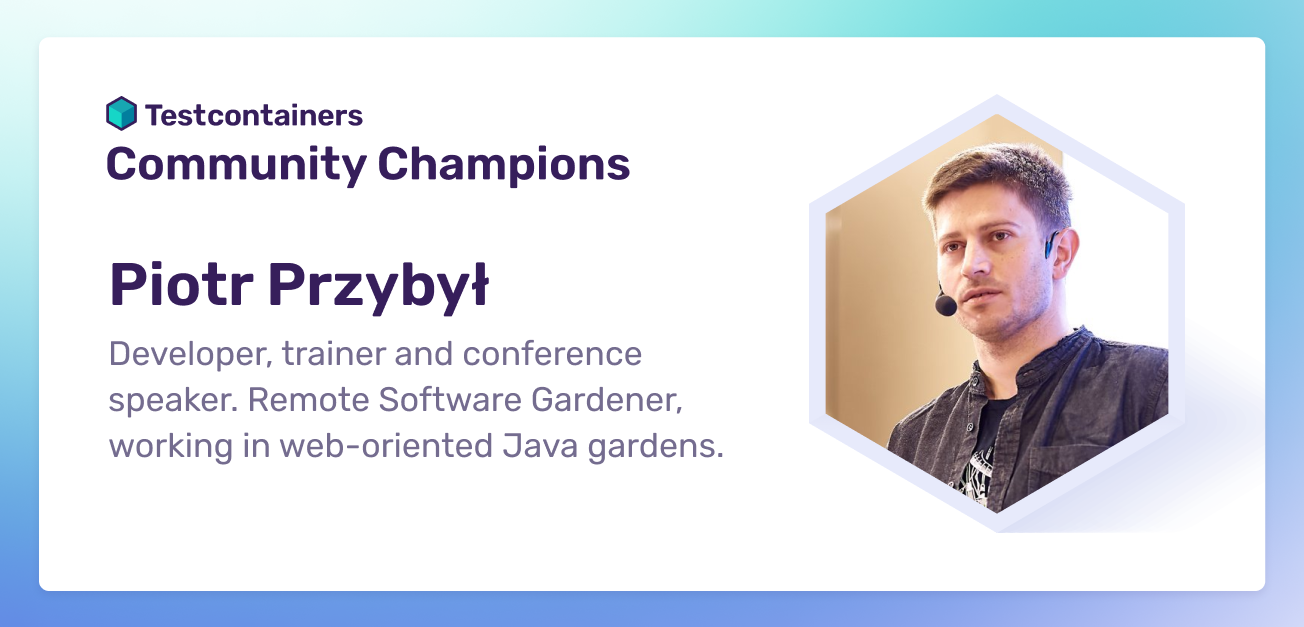 Testcontainers
Community Champions
Piotr Przybył
Developer, trainer and conference
speaker. Remote Software Gardener,
working in web-oriented Java gardens.